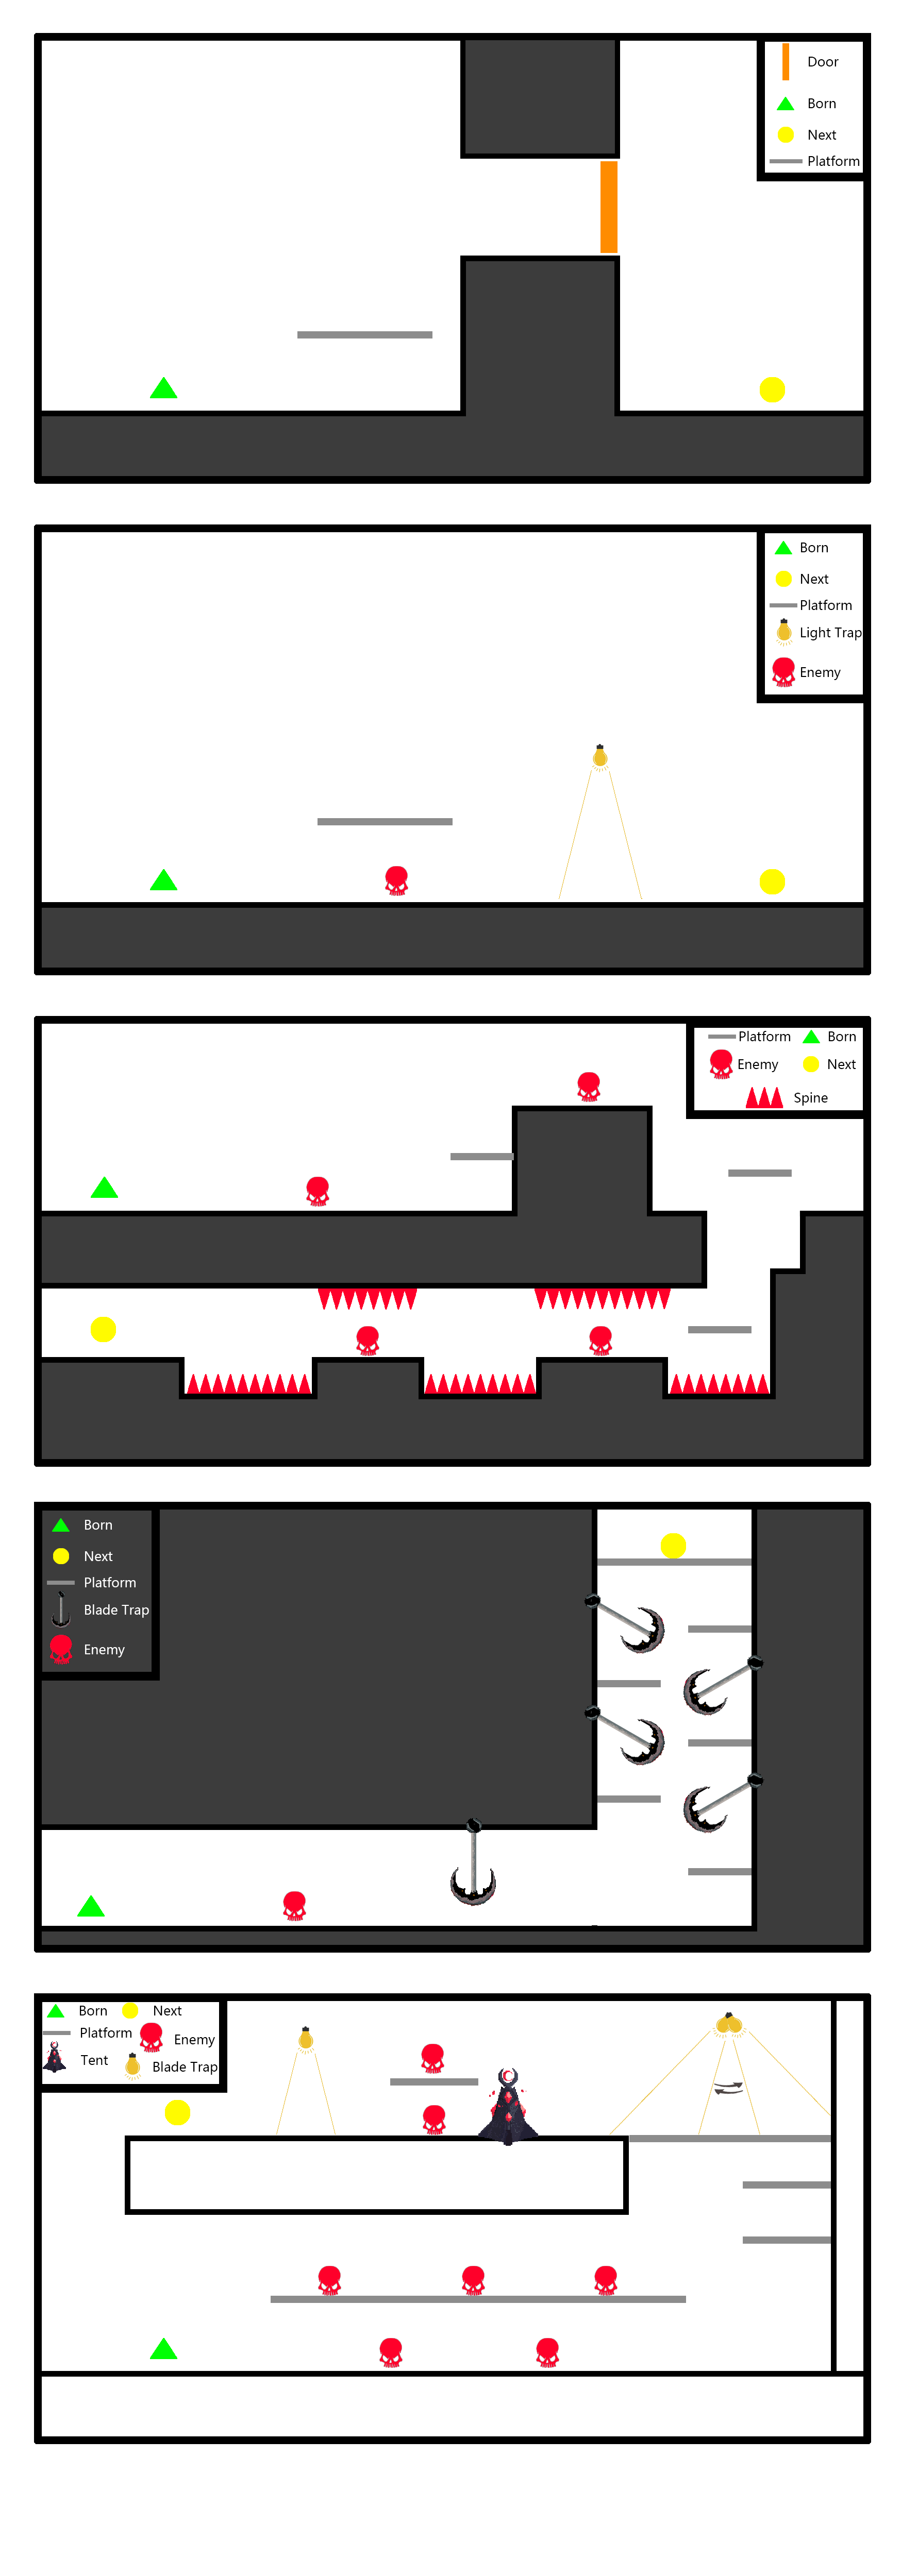 Door
Born
Next
Platform
Born
Next
Platform
Light Trap
Enemy
Platform Born
Enemy Next
Spine
Born
Next
Platform
Blade Trap
Enemy
Born Next
Platform Enemy
Tent Blade Trap